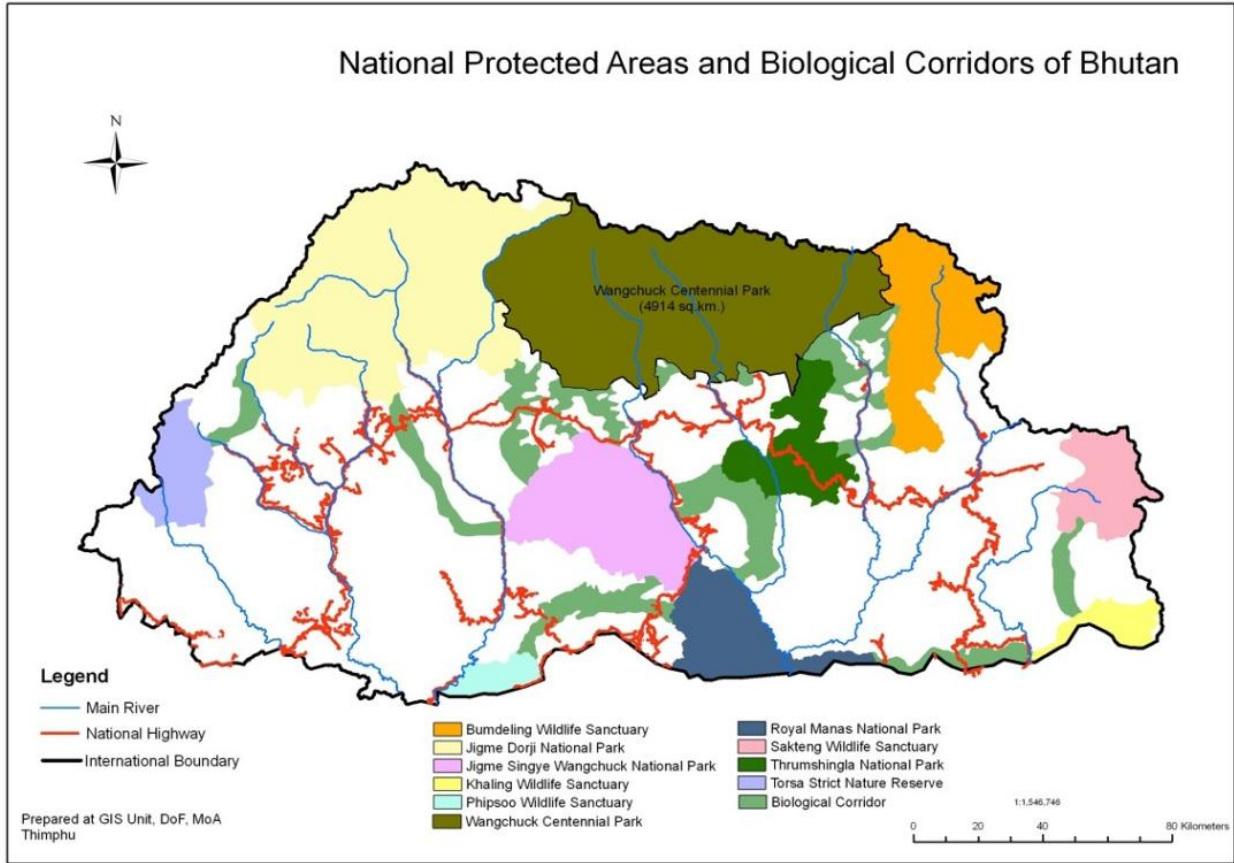 National Protected Areas and Biological Corridors of Bhutan
N
Wangchuck Centennial Park
(4914 sq.km.)
Legend
Main River
National Highway
International Boundary
Bumdeling Wildlife Sanctuary
Jigme Dorji National Park
Jigme Singye Wangchuck National Park
Khaling Wildlife Sanctuary
Phipsoo Wildlife Sanctuary
Wangchuck Centennial Park
Royal Manas National Park
Sakteng Wildlife Sanctuary
Thrumshingla National Park
Torsa Strict Nature Reserve
Biological Corridor
Prepared at GIS Unit, DoF, MoA
Thimphu
1:1,546,746
0 20 40 80 Kilometers